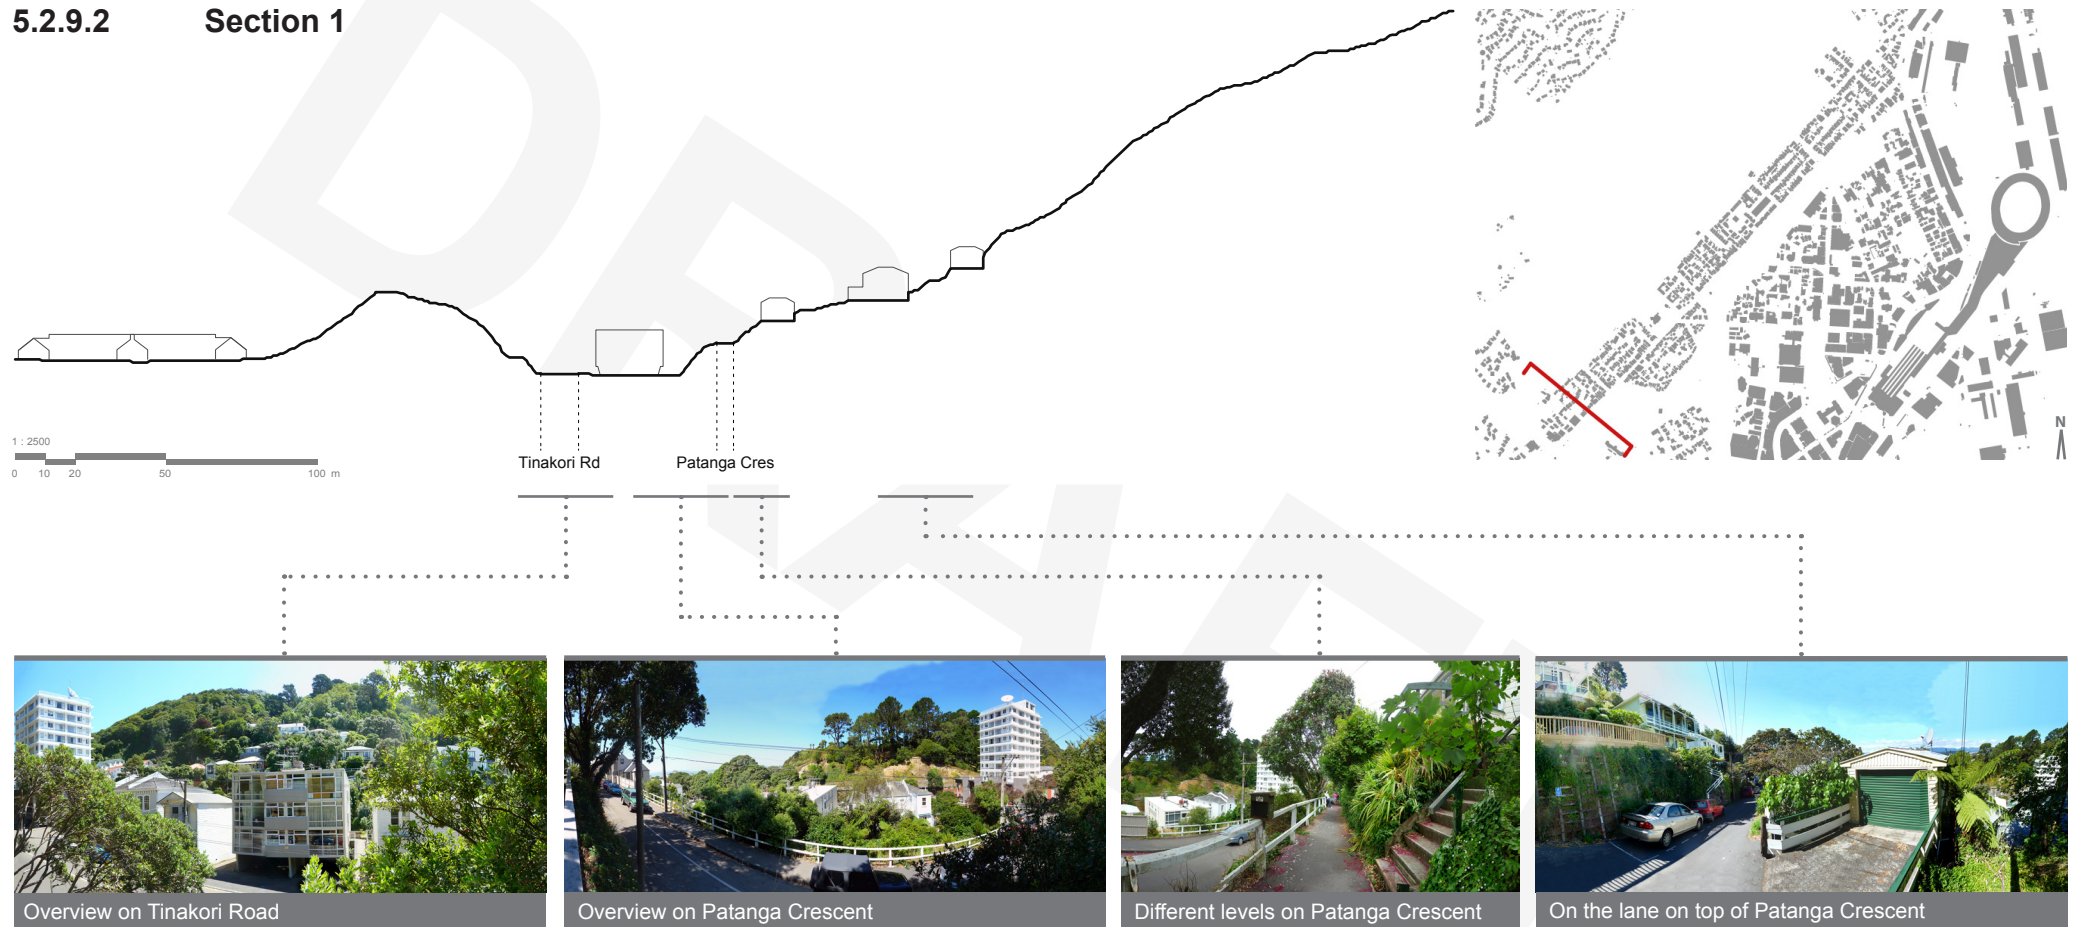 5.2.9.2 Section 1
N
1 : 2500
0 10 20 50 100 m
Tinakori Rd Patanga Cres
Overview on Tinakori Road
Overview on Patanga Crescent
Different levels on Patanga Crescent
On the lane on top of Patanga Crescent
DRAFT